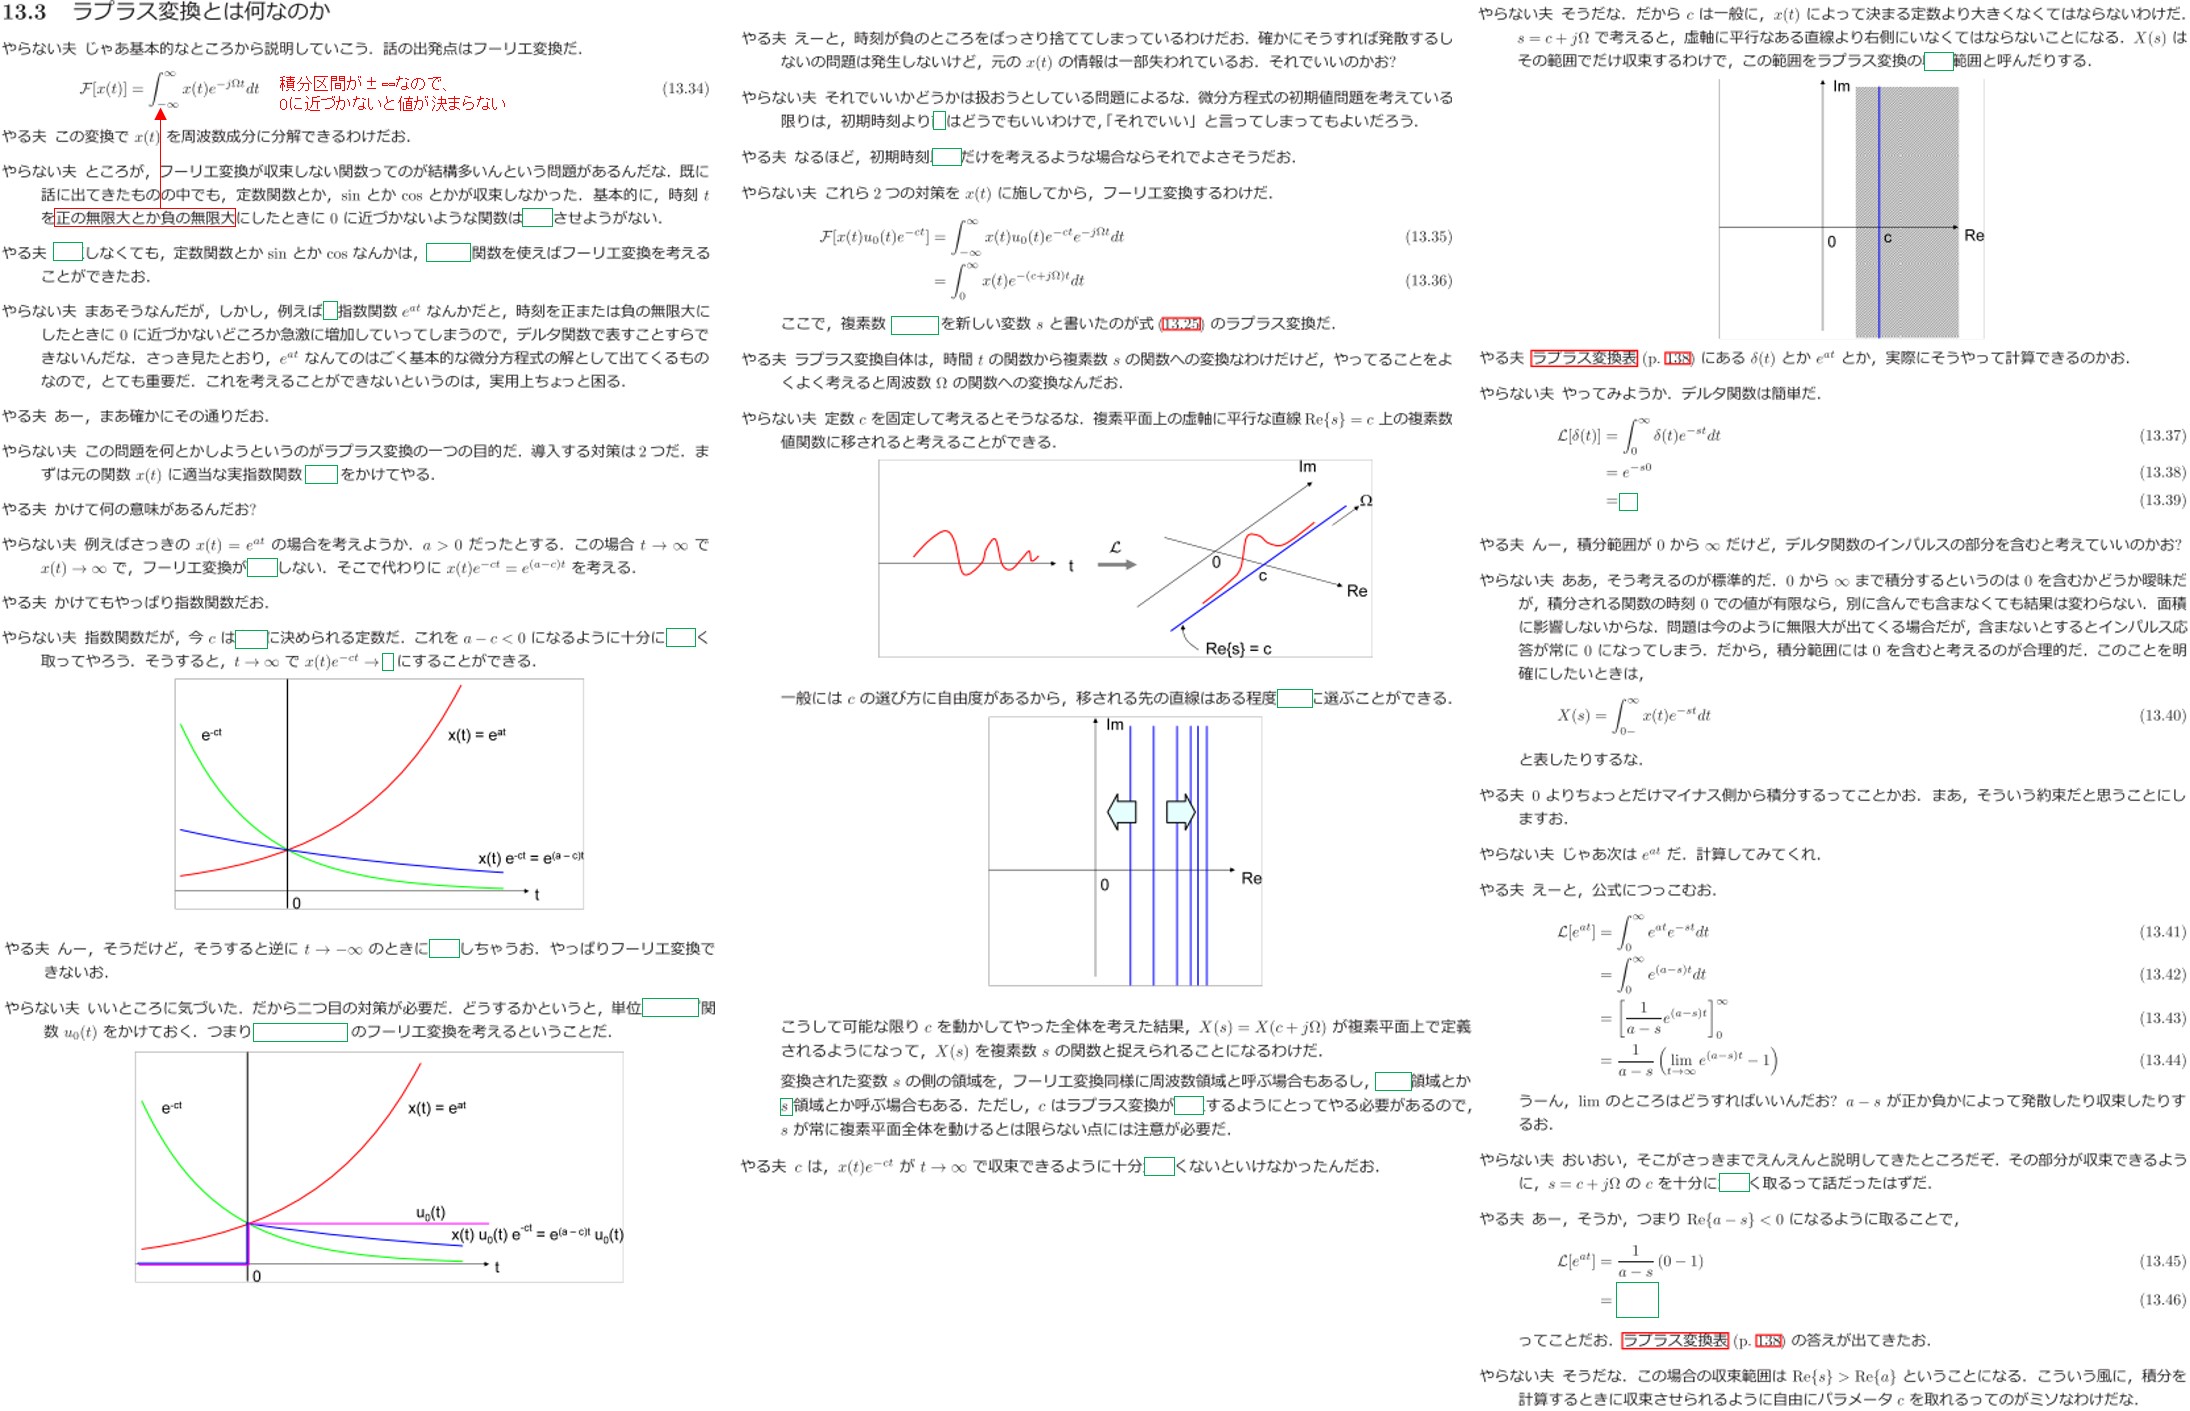 13.3 ラプラス変換とは何なのか
やらない夫 じゃあ基本的なところから説明していこう．話の出発点はフーリエ変換だ．
F[x(t)] = ∫_{-∞}^{∞} x(t)e^{-jΩt}dt (13.34)
積分区間が±∞なので、
0に近づかないと値が決まらない
やる夫 この変換で x(t) を周波数成分に分解できるわけだお．
やらない夫 ところが，フーリエ変換が収束しない関数ってのが結構多いんという問題があるんだな．既に
話に出てきたものの中でも，定数関数とか，sin とか cos とかが収束しなかった．基本的に，時刻 t
を正の無限大とか負の無限大にしたときに 0 に近づかないような関数は させようがない．
やる夫 しなくても，定数関数とか sin とか cos なんかは， 関数を使えばフーリエ変換を考える
ことができたお．
やらない夫 まあそうなんだが，しかし，例えば 指数関数 e^{at} なんかだと，時刻を正または負の無限大に
したときに 0 に近づかないどころか急激に増加していってしまうので，デルタ関数で表すことすらで
きないんだな．さっき見たとおり，e^{at} なんてのはごく基本的な微分方程式の解として出てくるもの
なので，とても重要だ．これを考えることができないというのは，実用上ちょっと困る．
やる夫 あー，まあ確かにその通りだお．
やらない夫 この問題を何とかしようというのがラプラス変換の一つの目的だ．導入する対策は 2 つだ．ま
ずは元の関数 x(t) に適当な実指数関数 をかけてやる．
やる夫 かけて何の意味があるんだお?
やらない夫 例えばさっきの x(t) = e^{at} の場合を考えようか．a > 0 だったとする．この場合 t → ∞ で
x(t) → ∞ で，フーリエ変換が しない．そこで代わりに x(t)e^{-ct} = e^{(a-c)t} を考える．
やる夫 かけてもやっぱり指数関数だお．
やらない夫 指数関数だが，今 c は に決められる定数だ．これを a − c < 0 になるように十分に く
取ってやろう．そうすると，t → ∞ で x(t)e^{-ct} → にすることができる．
e^{-ct}
x(t) = e^{at}
x(t) e^{-ct} = e^{(a-c)t}
t
0
やる夫 んー，そうだけど，そうすると逆に t → −∞ のときに しちゃうお．やっぱりフーリエ変換で
きないお．
やらない夫 いいところに気づいた．だから二つ目の対策が必要だ．どうするかというと，単位 関
数 u_0(t) をかけておく．つまり のフーリエ変換を考えるということだ．
e^{-ct}
x(t) = e^{at}
u_0(t)
x(t) u_0(t) e^{-ct} = e^{(a-c)t} u_0(t)
t
0
やる夫 えーと，時刻が負のところをばっさり捨ててしまっているわけだお．確かにそうすれば発散するし
ないの問題は発生しないけど，元の x(t) の情報は一部失われているお．それでいいのかお?
やらない夫 それでいいかどうかは扱おうとしている問題によるな．微分方程式の初期値問題を考えている
限りは，初期時刻より はどうでもいいわけで，「それでいい」と言ってしまってもよいだろう．
やる夫 なるほど，初期時刻 だけを考えるような場合ならそれでよさそうだお．
やらない夫 これら 2 つの対策を x(t) に施してから，フーリエ変換するわけだ．
F[x(t)u_0(t)e^{-ct}] = ∫_{-∞}^{∞} x(t)u_0(t)e^{-ct}e^{-jΩt}dt (13.35)
= ∫_0^∞ x(t)e^{-(c+jΩ)t}dt (13.36)
ここで，複素数 を新しい変数 s と書いたのが式 (13.25) のラプラス変換だ．
やる夫 ラプラス変換自体は，時間 t の関数から複素数 s の関数への変換なわけだけど，やってることをよ
くよく考えると周波数 Ω の関数への変換なんだお．
やらない夫 定数 c を固定して考えるとそうなるな．複素平面上の虚軸に平行な直線 Re{s} = c 上の複素数
値関数に移されると考えることができる．
Im
Ω
L
t
0
c
Re
Re{s} = c
一般には c の選び方に自由度があるから，移される先の直線はある程度 に選ぶことができる．
Im
0
Re
こうして可能な限り c を動かしてやった全体を考えた結果，X(s) = X(c + jΩ) が複素平面上で定義
されるようになって，X(s) を複素数 s の関数と捉えられることになるわけだ．
変換された変数 s の側の領域を，フーリエ変換同様に周波数領域と呼ぶ場合もあるし， 領域とか
s 領域とか呼ぶ場合もある．ただし，c はラプラス変換が するようにとってやる必要があるので，
s が常に複素平面全体を動けるとは限らない点には注意が必要だ．
やる夫 c は，x(t)e^{-ct} が t → ∞ で収束できるように十分 くないといけなかったんだお．
やらない夫 そうだな．だから c は一般に，x(t) によって決まる定数より大きくなくてはならないわけだ．
s = c + jΩ で考えると，虚軸に平行なある直線より右側にいなくてはならないことになる．X(s) は
その範囲でだけ収束するわけで，この範囲をラプラス変換の 範囲と呼んだりする．
Im
0
c
Re
やる夫 ラプラス変換表 (p. 138) にある δ(t) とか e^{at} とか，実際にそうやって計算できるのかお．
やらない夫 やってみようか．デルタ関数は簡単だ．
L[δ(t)] = ∫_0^∞ δ(t)e^{-st}dt (13.37)
= e^{-s0} (13.38)
= (13.39)
やる夫 んー，積分範囲が 0 から ∞ だけど，デルタ関数のインパルスの部分を含むと考えていいのかお?
やらない夫 ああ，そう考えるのが標準的だ．0 から ∞ まで積分するというのは 0 を含むかどうか曖昧だ
が，積分される関数の時刻 0 での値が有限なら，別に含んでも含まなくても結果は変わらない．面積
に影響しないからな．問題は今のように無限大が出てくる場合だが，含まないとするとインパルス応
答が常に 0 になってしまう．だから，積分範囲には 0 を含むと考えるのが合理的だ．このことを明
確にしたいときは，
X(s) = ∫_{0-}^∞ x(t)e^{-st}dt (13.40)
と表したりするな．
やる夫 0 よりちょっとだけマイナス側から積分するってことかお．まあ，そういう約束だと思うことにし
ますお．
やらない夫 じゃあ次は e^{at} だ．計算してみてくれ．
やる夫 えーと，公式につっこむお．
L[e^{at}] = ∫_0^∞ e^{at}e^{-st}dt (13.41)
= ∫_0^∞ e^{(a-s)t}dt (13.42)
= [1/(a − s) e^{(a-s)t}]_0^∞ (13.43)
= 1/(a − s) (lim_{t→∞} e^{(a-s)t} − 1) (13.44)
うーん，lim のところはどうすればいいんだお? a − s が正か負かによって発散したり収束したりす
るお．
やらない夫 おいおい，そこがさっきまでえんえんと説明してきたところだぞ．その部分が収束できるよう
に，s = c + jΩ の c を十分に く取るって話だったはずだ．
やる夫 あー，そうか，つまり Re{a − s} < 0 になるように取ることで，
L[e^{at}] = 1/(a − s) (0 − 1) (13.45)
= (13.46)
ってことだお．ラプラス変換表 (p. 138) の答えが出てきたお．
やらない夫 そうだな．この場合の収束範囲は Re{s} > Re{a} ということになる．こういう風に，積分を
計算するときに収束させられるように自由にパラメータ c を取れるってのがミソなわけだな．